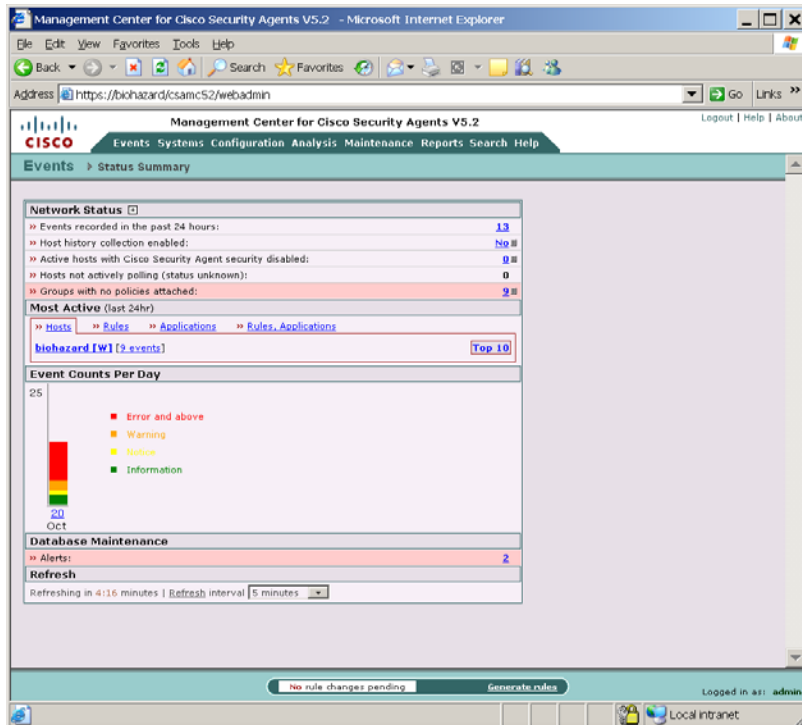 Management Center for Cisco Security Agents V5.2 - Microsoft Internet Explorer
File Edit View Favorites Tools Help
Back Search Favorites
Address https://biohazard/csamc52/webadmin Go Links »
CISCO Management Center for Cisco Security Agents V5.2 Logout | Help | About
Events Systems Configuration Analysis Maintenance Reports Search Help
Events > Status Summary
Network Status [+]
» Events recorded in the past 24 hours: 13
» Host history collection enabled: No
» Active hosts with Cisco Security Agent security disabled: 0
» Hosts not actively polling (status unknown): 0
» Groups with no policies attached: 9
Most Active (last 24hr)
» Hosts » Rules » Applications » Rules, Applications
biohazard [W] [9 events] Top 10
Event Counts Per Day
25
Error and above
Warning
Notice
Information
20
Oct
Database Maintenance
» Alerts: 2
Refresh
Refreshing in 4:16 minutes | Refresh interval 5 minutes
No rule changes pending Generate rules
Logged in as: admin
Local intranet